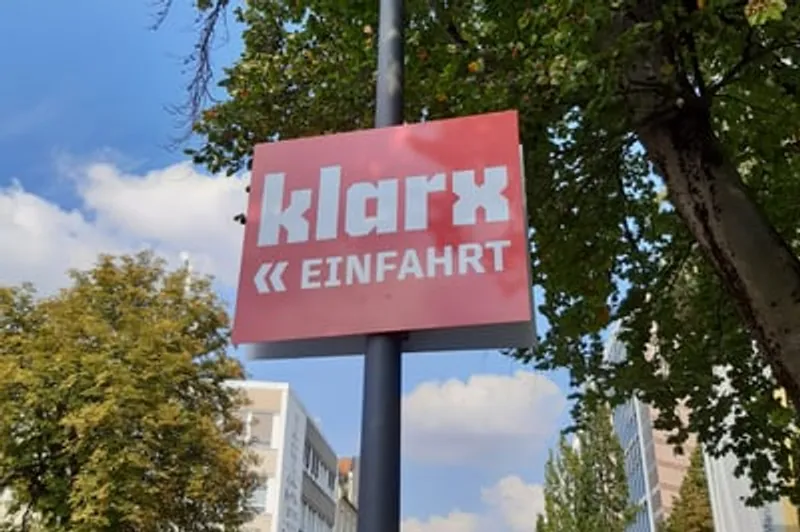 klarx
« EINFAHRT